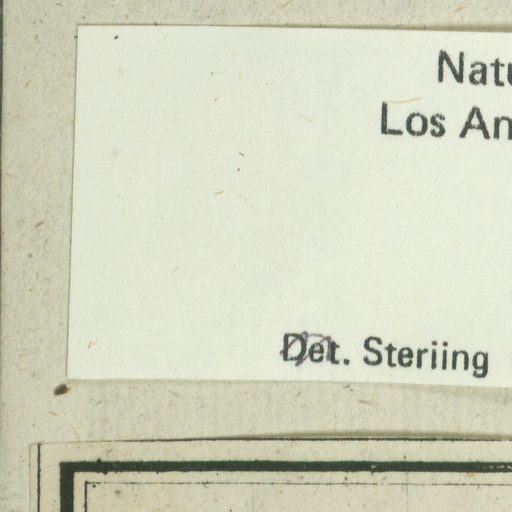 Natu
Los An
Det. Steriing